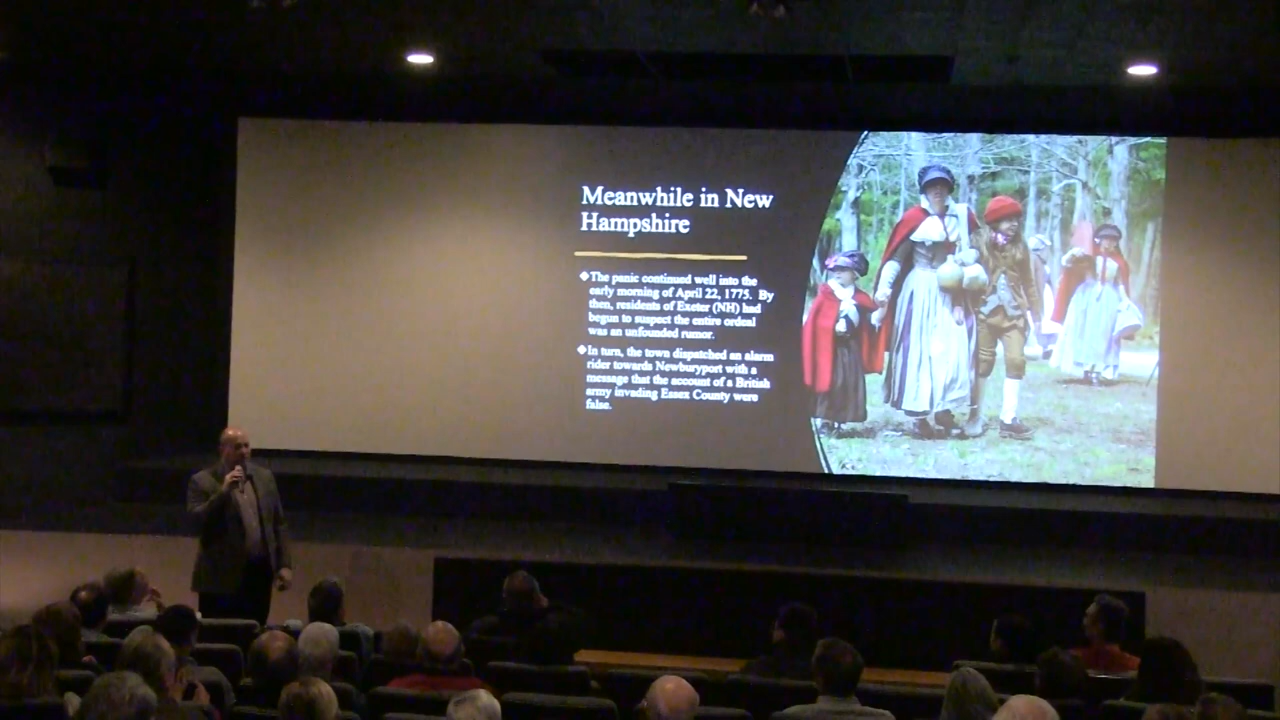 Meanwhile in New
Hampshire
❖The panic continued well into the
early morning of April 22, 1775. By
then, residents of Exeter (NH) had
begun to suspect the entire ordeal
was an unfounded rumor.
❖In turn, the town dispatched an alarm
rider towards Newburyport with a
message that the account of a British
army invading Essex County were
false.